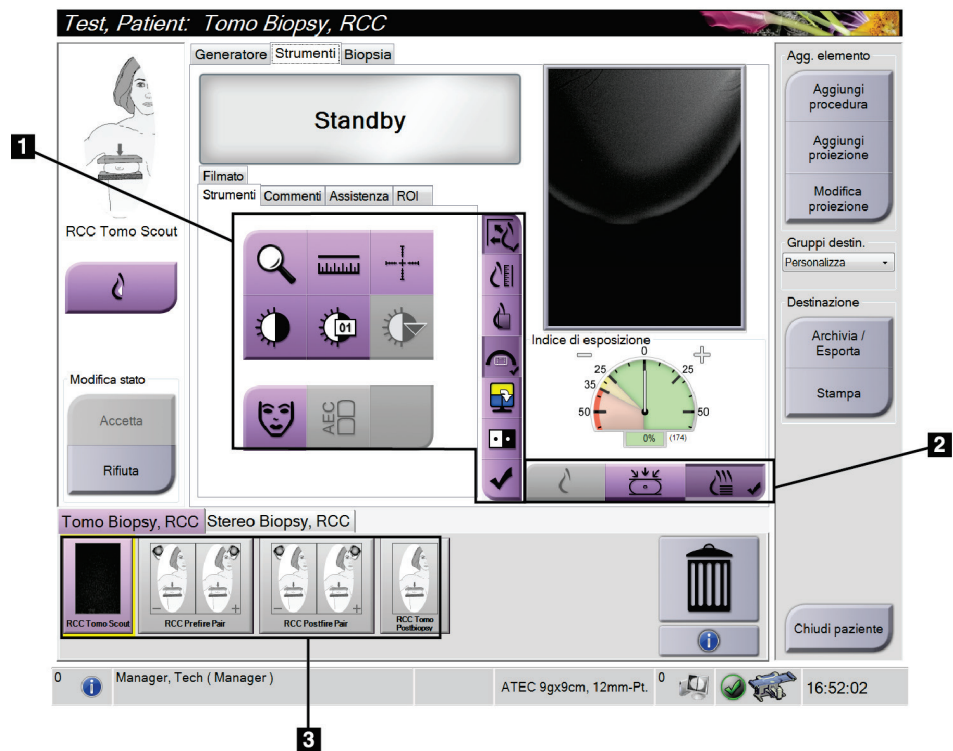 Test, Patient: Tomo Biopsy, RCC
Generatore Strumenti Biopsia
Standby
Filmato
Strumenti Commenti Assistenza ROI
1
RCC Tomo Scout
01
AEC
Modifica stato
Accetta
Rifiuta
Indice di esposizione
0
25 25
35
50 50
0% (174)
2
Agg. elemento
Aggiungi
procedura
Aggiungi
proiezione
Modifica
proiezione
Gruppi destin.
Personalizza
Destinazione
Archivia /
Esporta
Stampa
Chiudi paziente
Tomo Biopsy, RCC Stereo Biopsy, RCC
RCC Tomo Scout
RCC Prefire Pair
RCC Postfire Pair
RCC Tomo
Postbiopsy
3
0 Manager, Tech ( Manager ) ATEC 9gx9cm, 12mm-Pt. 0 16:52:02